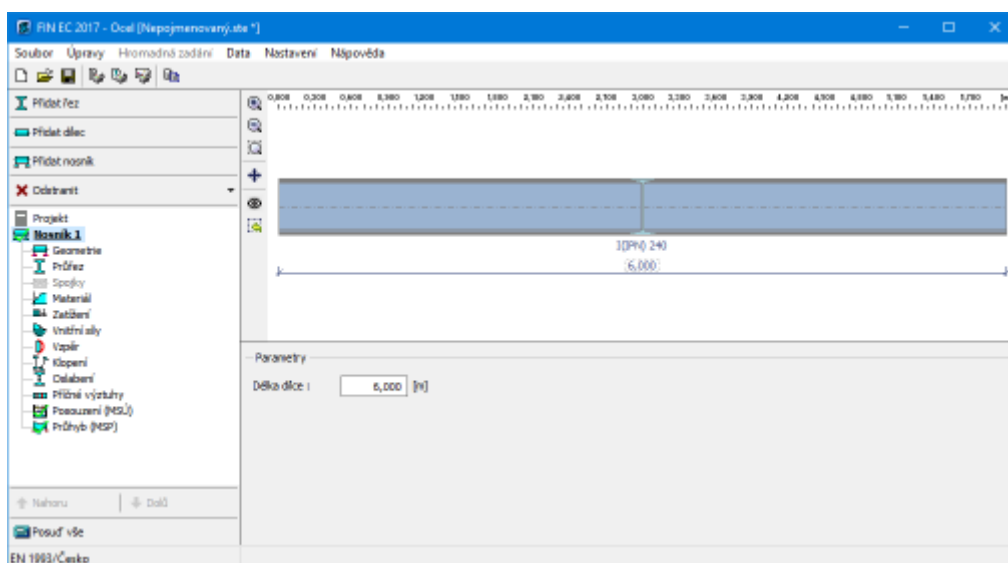 FIN EC 2017 - Ocel [Nepojmenovaný.ste *]
Soubor Úpravy Hromadná zadání Data Nastavení Nápověda
Přidat řez
Přidat dílec
Přidat nosník
Odstranit
Projekt
Nosník 1
Geometrie
Průřez
Spojky
Materiál
Zatížení
Vnitřní síly
Vzpěr
Klopení
Oslabení
Příčné výztuhy
Posouzení (MSÚ)
Průhyb (MSP)
Nahoru Dolů
Posuď vše
EN 1993/Česko
I(IPN) 240
6,000
Parametry
Délka dílce : 6,000 [m]